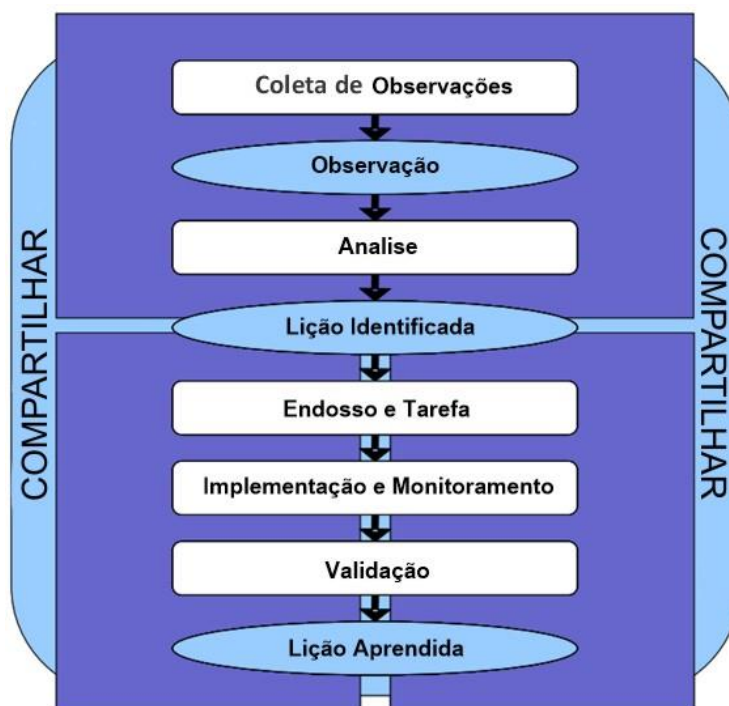 Coleta de Observações
Observação
Analise
Lição Identificada
Endosso e Tarefa
Implementação e Monitoramento
Validação
Lição Aprendida
COMPARTILHAR
COMPARTILHAR